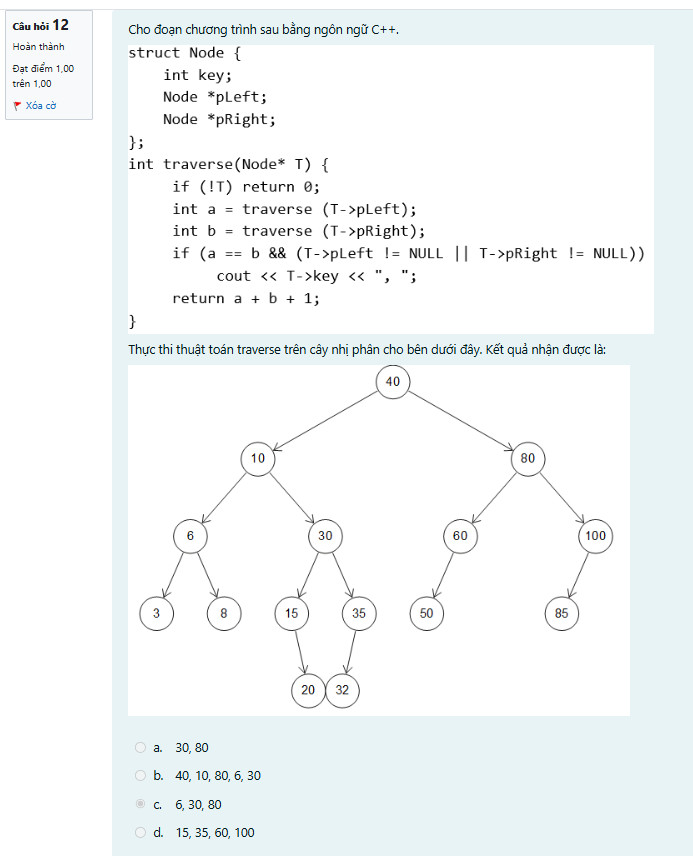 Câu hỏi 12
Hoàn thành
Đạt điểm 1,00
trên 1,00
Xóa cờ
Cho đoạn chương trình sau bằng ngôn ngữ C++.
struct Node {
int key;
Node *pLeft;
Node *pRight;
};
int traverse(Node* T) {
if (!T) return 0;
int a = traverse (T->pLeft);
int b = traverse (T->pRight);
if (a == b && (T->pLeft != NULL || T->pRight != NULL))
cout << T->key << ", ";
return a + b + 1;
}
Thực thi thuật toán traverse trên cây nhị phân cho bên dưới đây. Kết quả nhận được là:
40
10 80
6 30 60 100
3 8 15 35 50 85
20 32
a. 30, 80
b. 40, 10, 80, 6, 30
c. 6, 30, 80
d. 15, 35, 60, 100